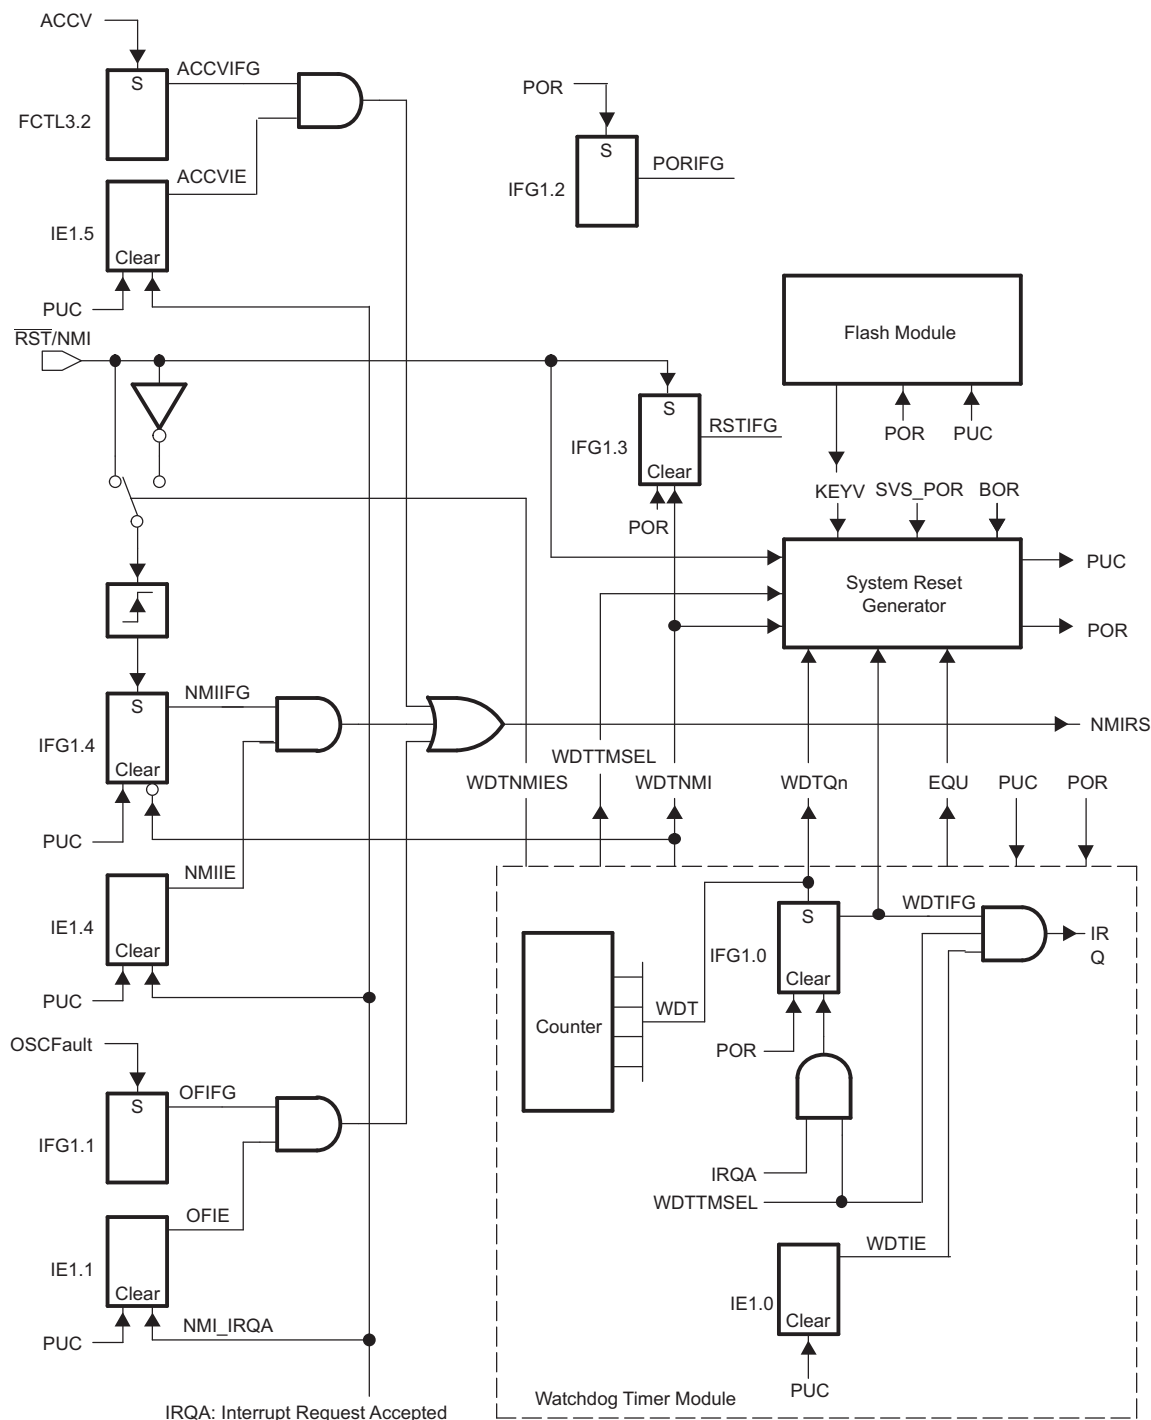 ACCV
S
ACCVIFG
FCTL3.2
ACCVIE
IE1.5
Clear
PUC
POR
S
PORIFG
IFG1.2
RST/NMI
Flash Module
POR
PUC
S
RSTIFG
IFG1.3
Clear
POR
KEYV
SVS_POR
BOR
System Reset
Generator
PUC
POR
S
NMIIFG
IFG1.4
Clear
PUC
NMIRS
WDTTMSEL
WDTNMIES
WDTNMI
WDTQn
EQU
PUC
POR
NMIIE
IE1.4
Clear
PUC
S
WDTIFG
IFG1.0
Clear
IR
Q
Counter
WDT
POR
OSCFault
S
OFIFG
IFG1.1
IRQA
WDTTMSEL
OFIE
IE1.1
Clear
PUC
NMI_IRQA
WDTIE
IE1.0
Clear
PUC
Watchdog Timer Module
IRQA: Interrupt Request Accepted